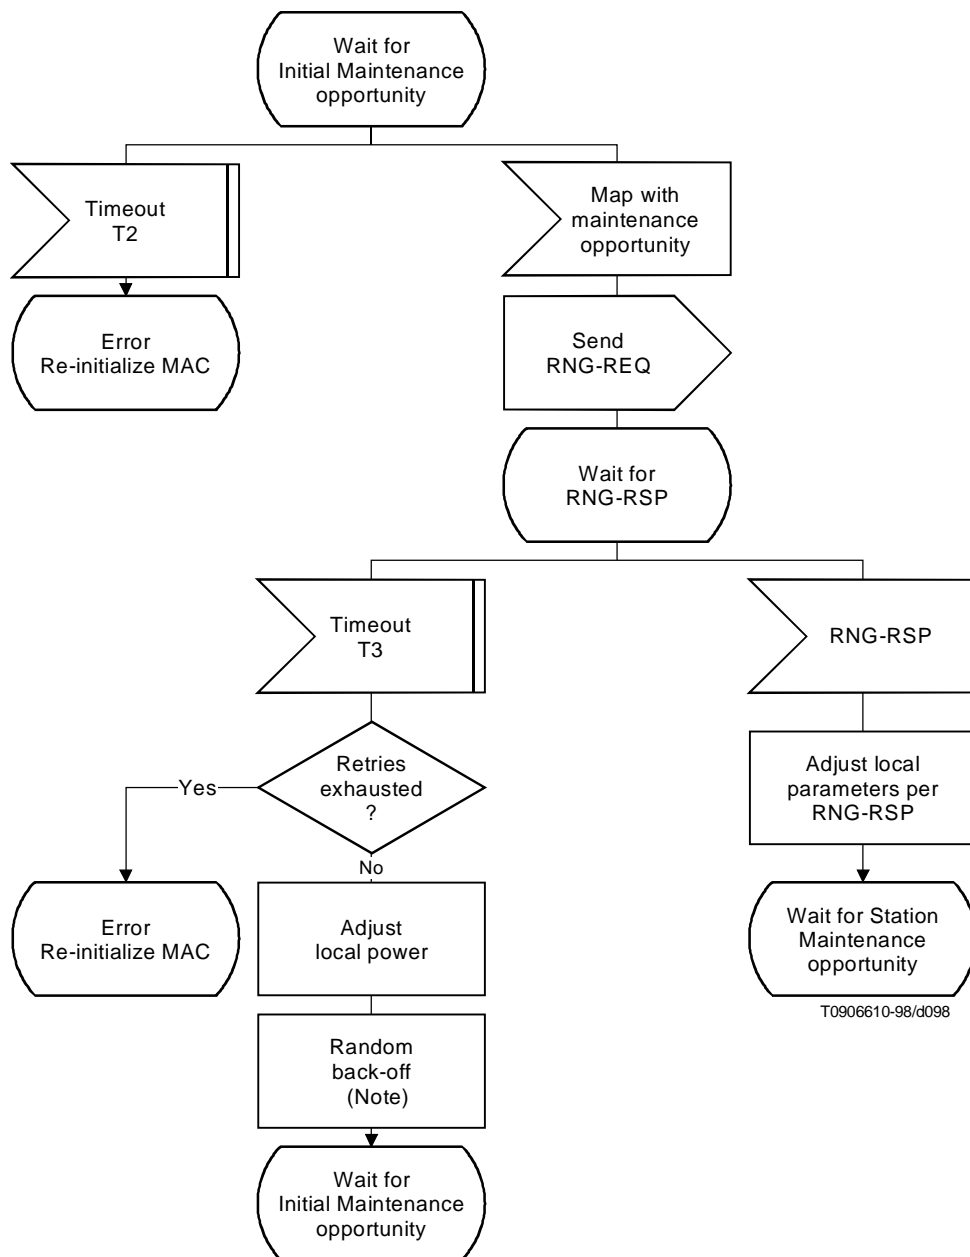 Wait for
Initial Maintenance
opportunity
Timeout
T2
Map with
maintenance
opportunity
Error
Re-initialize MAC
Send
RNG-REQ
Wait for
RNG-RSP
Timeout
T3
RNG-RSP
Retries
exhausted
?
Yes
No
Adjust local
parameters per
RNG-RSP
Error
Re-initialize MAC
Adjust
local power
Wait for Station
Maintenance
opportunity
T0906610-98/d098
Random
back-off
(Note)
Wait for
Initial Maintenance
opportunity